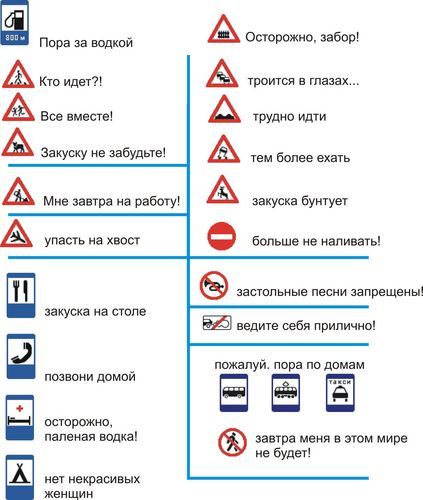 800 м
Пора за водкой
Кто идет?!
Все вместе!
Закуску не забудьте!
Мне завтра на работу!
упасть на хвост
закуска на столе
позвони домой
осторожно,
паленая водка!
нет некрасивых
женщин
Осторожно, забор!
троится в глазах...
трудно идти
тем более ехать
закуска бунтует
больше не наливать!
застольные песни запрещены!
ведите себя прилично!
пожалуй. пора по домам
такси
завтра меня в этом мире
не будет!